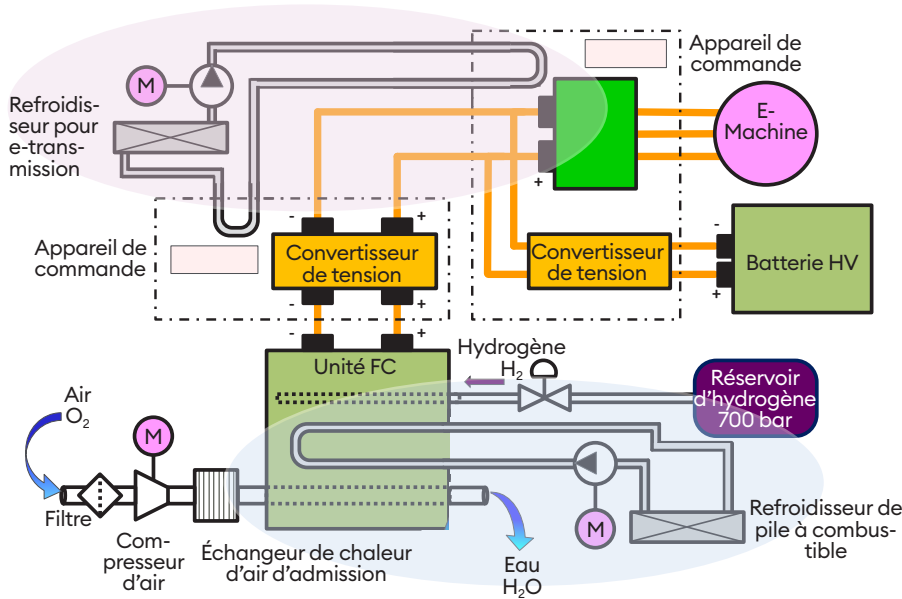 Appareil de
commande
M
Refroidis-
seur pour
e-trans-
mission
E-
Machine
-
+
Appareil de
commande
-
+
Convertisseur
de tension
Convertisseur
de tension
-
+
Batterie HV
-
+
Unité FC
Hydrogène
H₂
Réservoir
d'hydrogène
700 bar
Air
O₂
M
Filtre
Com-
presseur
d'air
Échangeur de chaleur
d'air d'admission
Eau
H₂O
M
Refroidisseur de
pile à combus-
tible